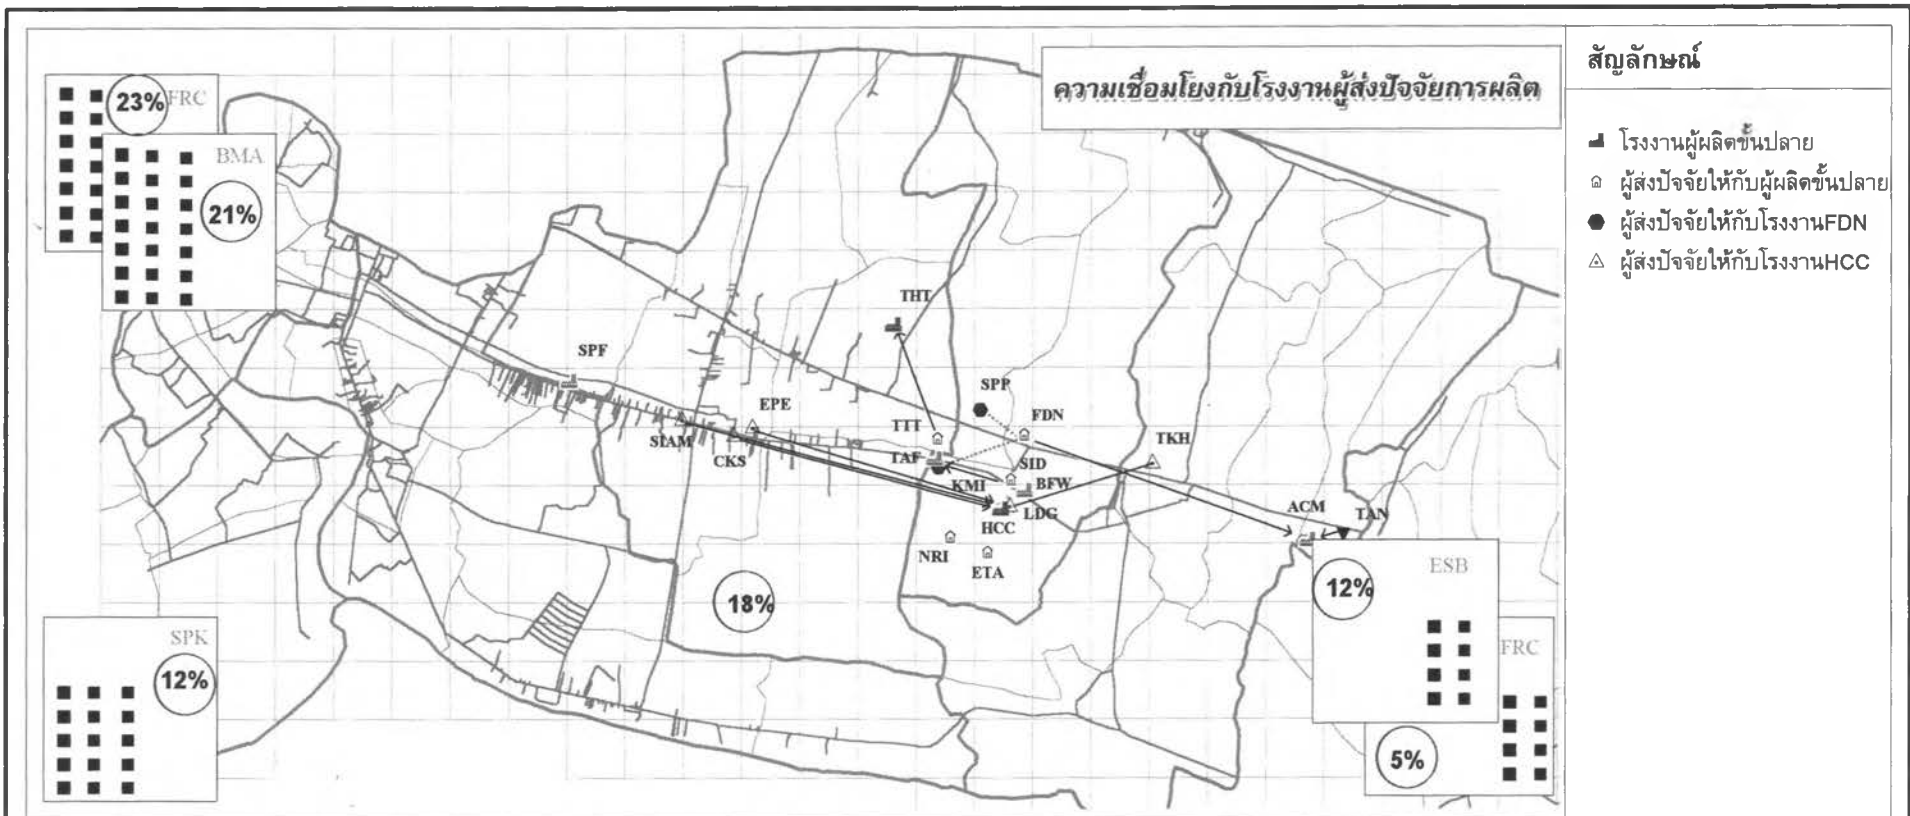 ความเชื่อมโยงกับโรงงานผู้ส่งปัจจัยการผลิต
สัญลักษณ์
โรงงานผู้ผลิตขั้นปลาย
ผู้ส่งปัจจัยให้กับผู้ผลิตขั้นปลาย
ผู้ส่งปัจจัยให้กับโรงงานFDN
ผู้ส่งปัจจัยให้กับโรงงานHCC
23%
FRC
BMA
21%
THT
SPF
EPE
SIAM
CKS
SPP
FDN
TTT
TAF
SID
TKH
KMI
BFW
LDG
HCC
NRI
ETA
ACM
TAN
18%
SPK
12%
ESB
12%
FRC
5%